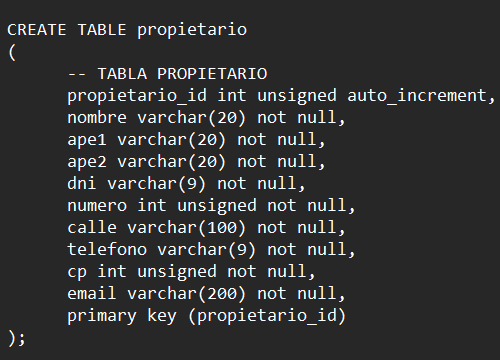 CREATE TABLE propietario
(
-- TABLA PROPIETARIO
propietario_id int unsigned auto_increment,
nombre varchar(20) not null,
ape1 varchar(20) not null,
ape2 varchar(20) not null,
dni varchar(9) not null,
numero int unsigned not null,
calle varchar(100) not null,
telefono varchar(9) not null,
cp int unsigned not null,
email varchar(200) not null,
primary key (propietario_id)
);